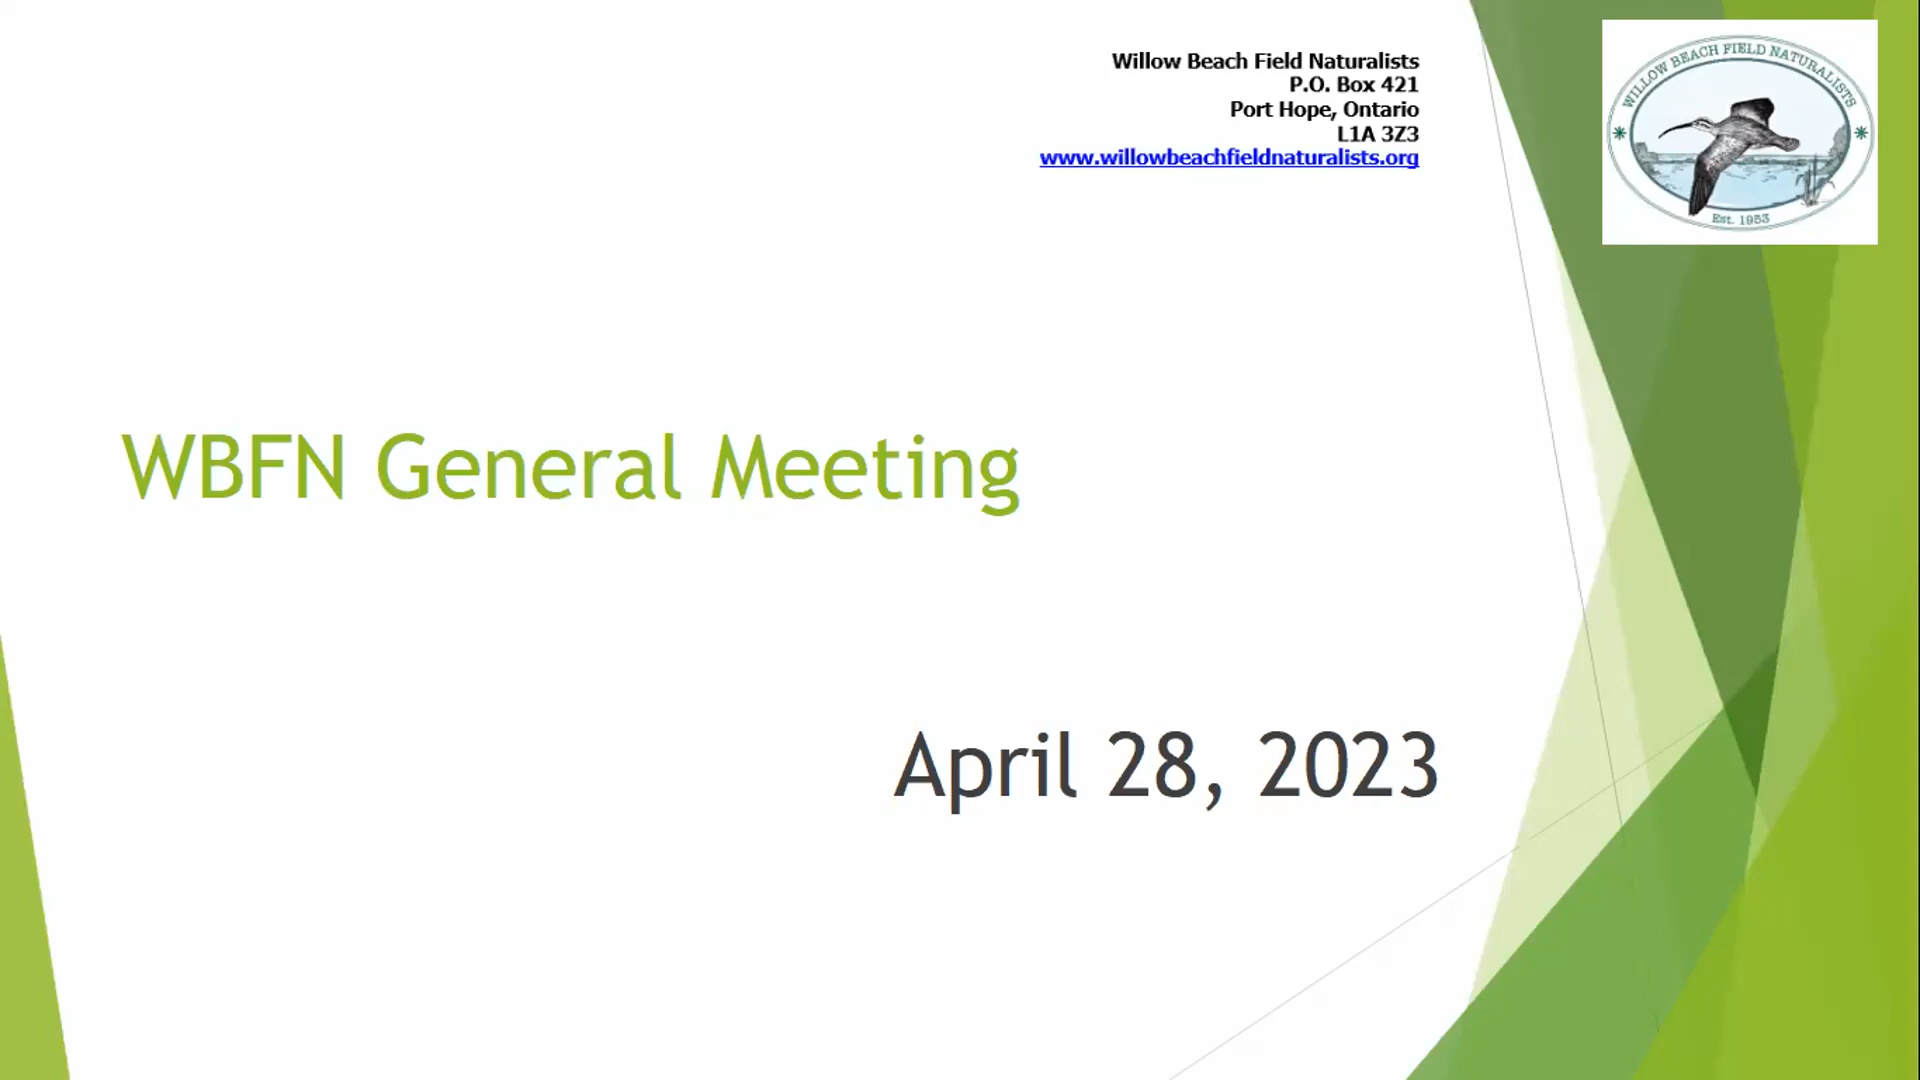 Willow Beach Field Naturalists
P.O. Box 421
Port Hope, Ontario
L1A 3Z3
www.willowbeachfieldnaturalists.org
WILLOW BEACH FIELD NATURALISTS
Est. 1953
WBFN General Meeting
April 28, 2023